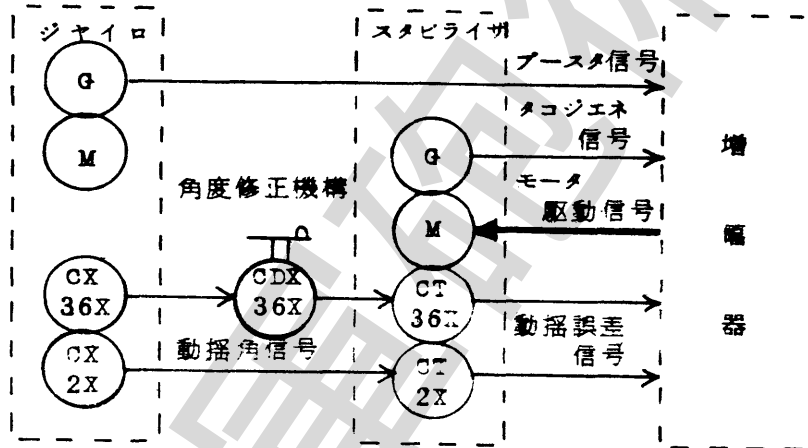 ジャイロ
スタビライザ
G
M
ブースタ信号
タコジエネ
信号
G
増
角度修正機構
モータ
駆動信号
M
幅
CX
36X
CDX
36X
CT
36X
動揺角信号
動揺誤差
信号
器
CX
2X
CT
2X